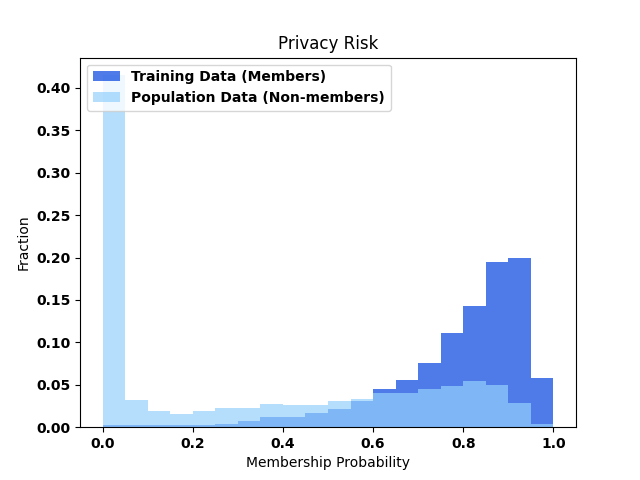 Privacy Risk
Training Data (Members)
Population Data (Non-members)
0.40
0.35
0.30
0.25
0.20
0.15
0.10
0.05
0.00
Fraction
0.0 0.2 0.4 0.6 0.8 1.0
Membership Probability